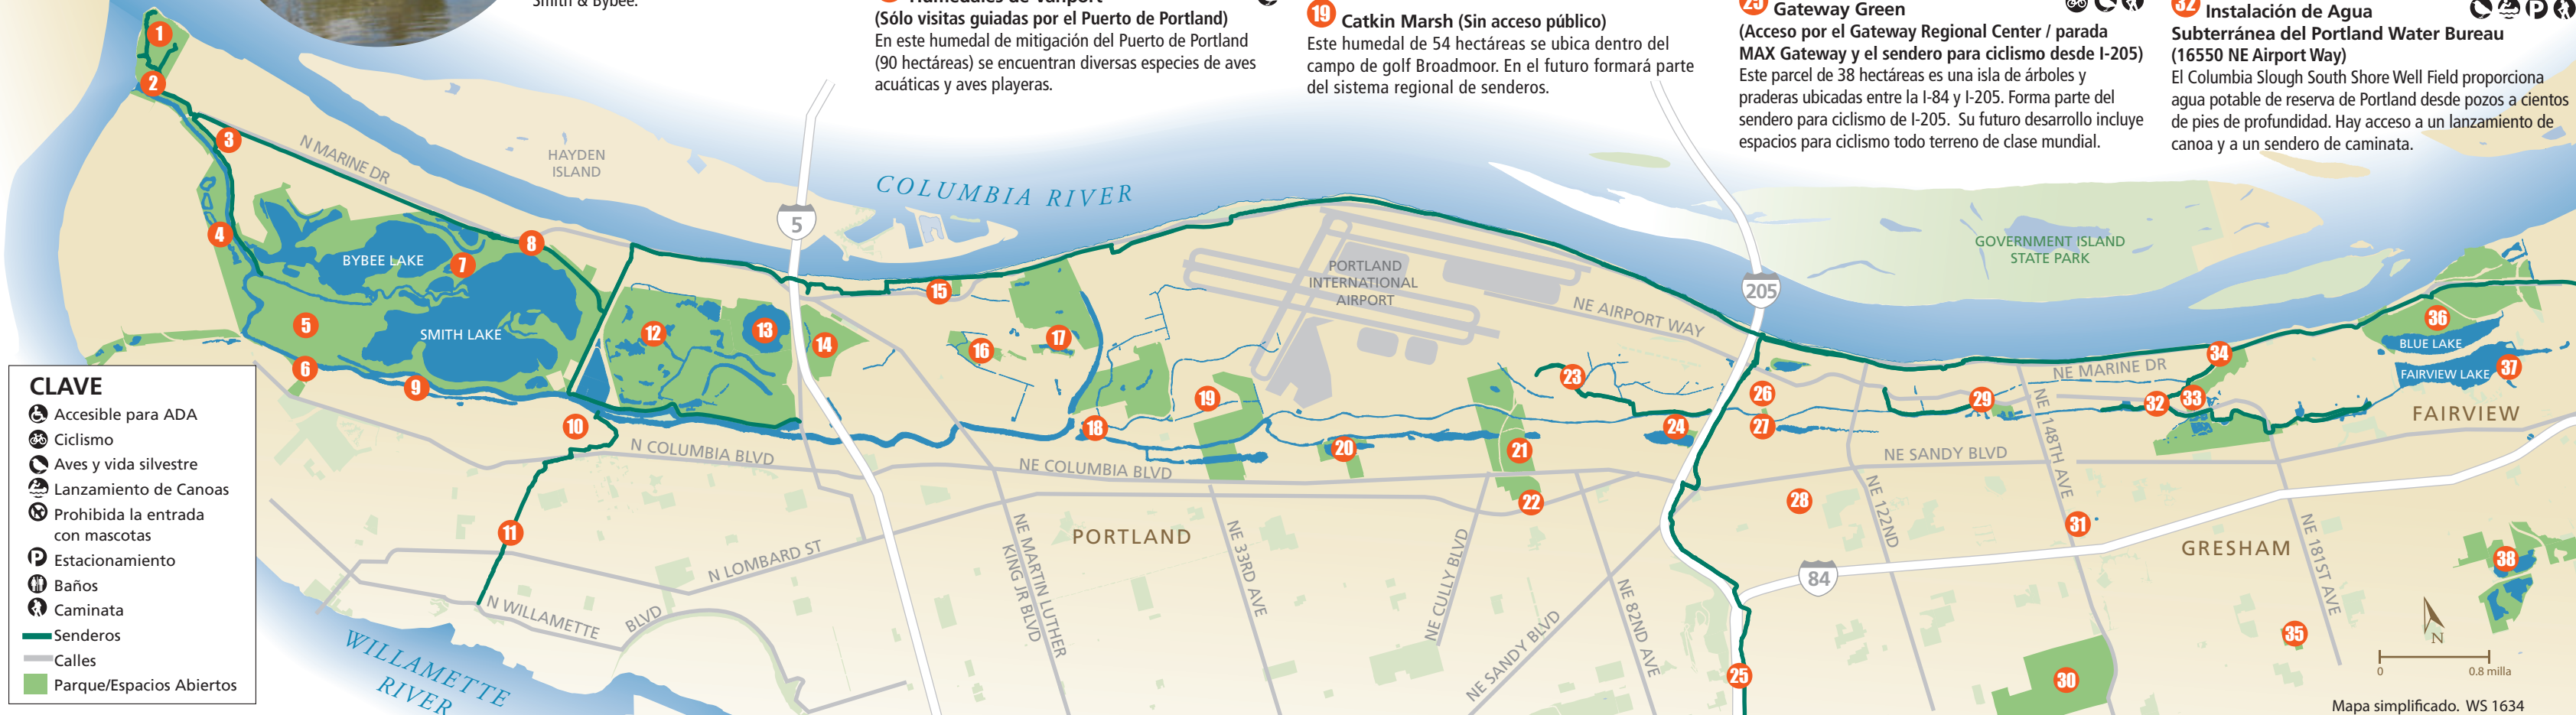 Smith & Bybee.
Humedales de Vanport
(Sólo visitas guiadas por el Puerto de Portland)
En este humedal de mitigación del Puerto de Portland
(90 hectáreas) se encuentran diversas especies de aves
acuáticas y aves playeras.
19 Catkin Marsh (Sin acceso público)
Este humedal de 54 hectáreas se ubica dentro del
campo de golf Broadmoor. En el futuro formará parte
del sistema regional de senderos.
25 Gateway Green
(Acceso por el Gateway Regional Center / parada
MAX Gateway y el sendero para ciclismo desde I-205)
Este parcel de 38 hectáreas es una isla de árboles y
praderas ubicadas entre la I-84 y I-205. Forma parte del
sendero para ciclismo de I-205. Su futuro desarrollo incluye
espacios para ciclismo todo terreno de clase mundial.
32 Instalación de Agua
Subterránea del Portland Water Bureau
(16550 NE Airport Way)
El Columbia Slough South Shore Well Field proporciona
agua potable de reserva de Portland desde pozos a cientos
de pies de profundidad. Hay acceso a un lanzamiento de
canoa y a un sendero de caminata.
1
2
3
N MARINE DR
HAYDEN
ISLAND
COLUMBIA RIVER
5
4
BYBEE LAKE
7
8
5
SMITH LAKE
6
9
10
11
12
13
14
15
16
17
18
19
20
21
22
23
24
25
26
27
28
29
30
31
32
33
34
35
36
37
38
PORTLAND
INTERNATIONAL
AIRPORT
NE AIRPORT WAY
205
GOVERNMENT ISLAND
STATE PARK
NE MARINE DR
BLUE LAKE
FAIRVIEW LAKE
FAIRVIEW
N COLUMBIA BLVD
NE COLUMBIA BLVD
NE SANDY BLVD
NE 148TH AVE
NE 122ND
NE 181ST AVE
GRESHAM
84
PORTLAND
N LOMBARD ST
N WILLAMETTE
BLVD
NE MARTIN LUTHER
KING JR BLVD
NE 33RD AVE
NE CULLY BLVD
NE SANDY BLVD
NE 82ND AVE
WILLAMETTE
RIVER
CLAVE
Accesible para ADA
Ciclismo
Aves y vida silvestre
Lanzamiento de Canoas
Prohibida la entrada
con mascotas
P Estacionamiento
Baños
Caminata
Senderos
Calles
Parque/Espacios Abiertos
N
0 0.8 milla
Mapa simplificado. WS 1634